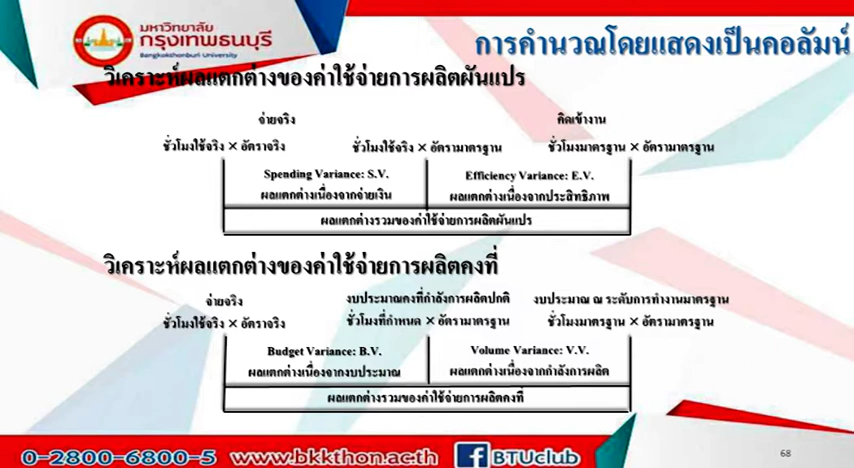 มหาวิทยาลัย
กรุงเทพธนบุรี
Bangkokthonburi University
การคำนวณโดยแสดงเป็นคอลัมน์
วิเคราะห์ผลแตกต่างของค่าใช้จ่ายการผลิตผันแปร
จ่ายจริง คิดเข้างาน
ชั่วโมงใช้จริง × อัตราจริง ชั่วโมงใช้จริง × อัตรามาตรฐาน ชั่วโมงมาตรฐาน × อัตรามาตรฐาน
Spending Variance: S.V. Efficiency Variance: E.V.
ผลแตกต่างเนื่องจากจ่ายเงิน ผลแตกต่างเนื่องจากประสิทธิภาพ
ผลแตกต่างรวมของค่าใช้จ่ายการผลิตผันแปร
วิเคราะห์ผลแตกต่างของค่าใช้จ่ายการผลิตคงที่
จ่ายจริง งบประมาณคงที่กำลังการผลิตปกติ งบประมาณ ณ ระดับการทำงานมาตรฐาน
ชั่วโมงใช้จริง × อัตราจริง ชั่วโมงที่กำหนด × อัตรามาตรฐาน ชั่วโมงมาตรฐาน × อัตรามาตรฐาน
Budget Variance: B.V. Volume Variance: V.V.
ผลแตกต่างเนื่องจากงบประมาณ ผลแตกต่างเนื่องจากกำลังการผลิต
ผลแตกต่างรวมของค่าใช้จ่ายการผลิตคงที่
0-2800-6800-5 www.bkkthon.ac.th f BTUclub 68